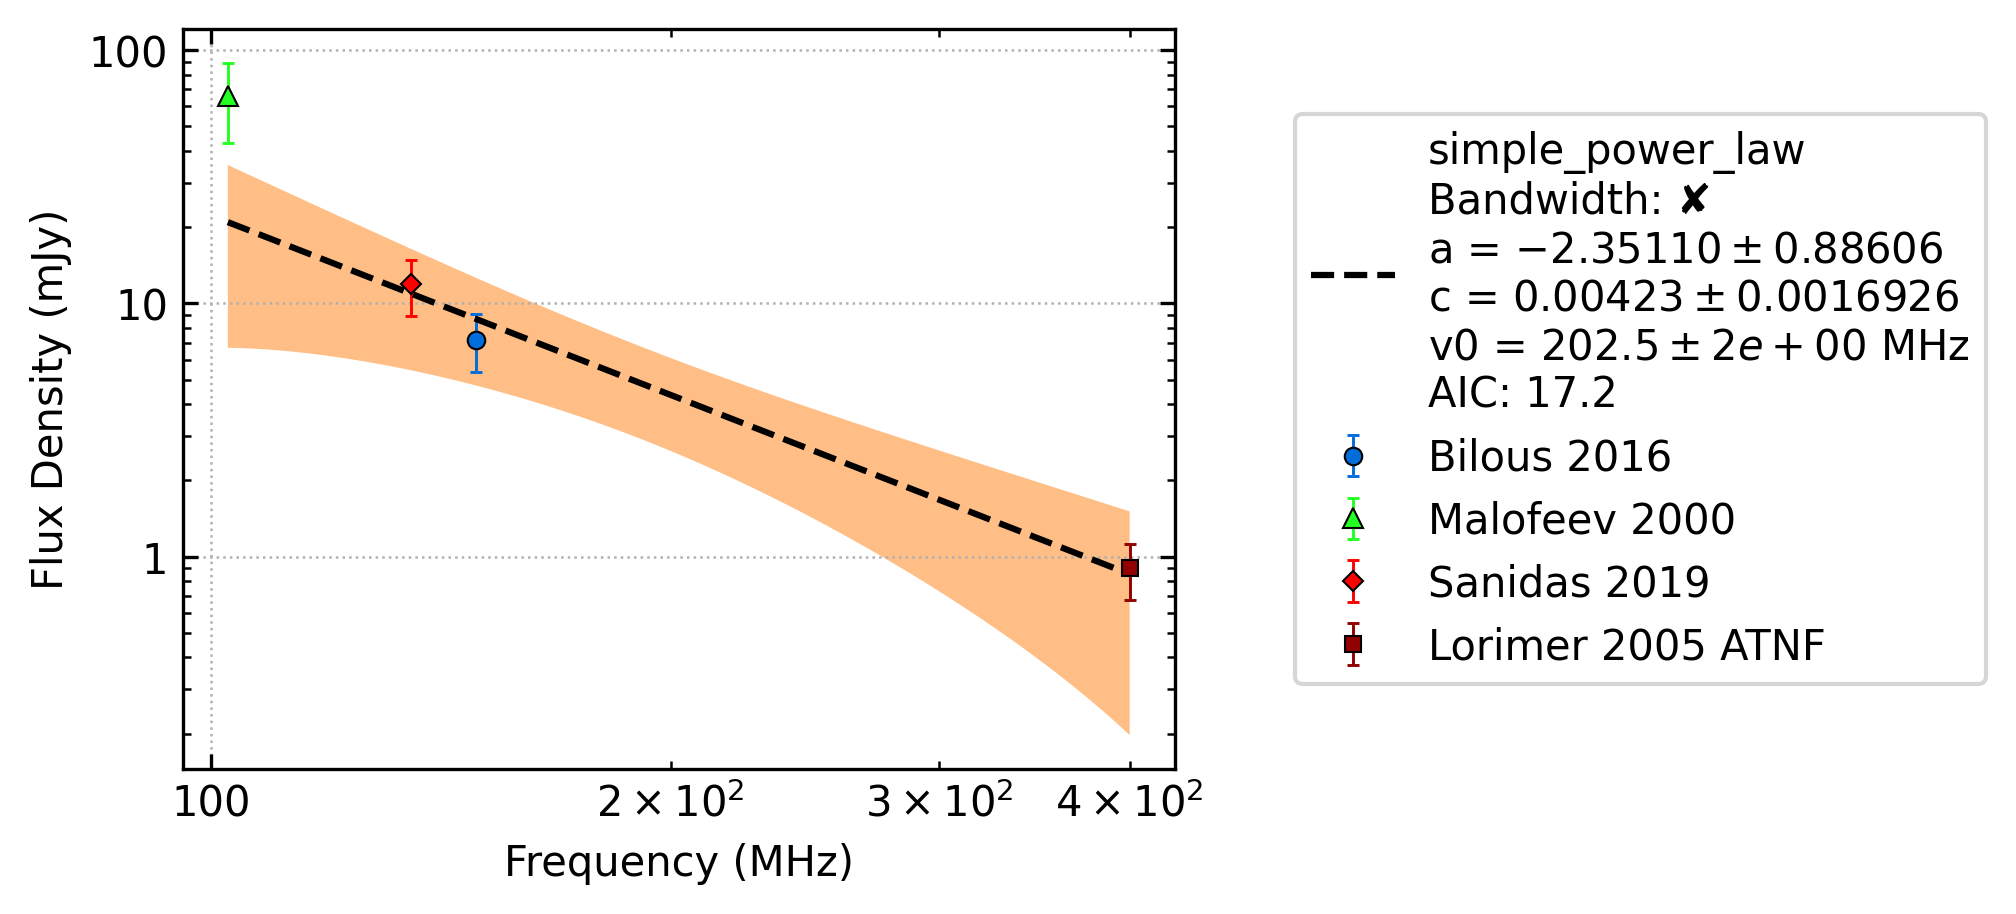 100
10
1
Flux Density (mJy)
100
2 × 10²
3 × 10²
4 × 10²
Frequency (MHz)
simple_power_law
Bandwidth: ✘
a = −2.35110 ± 0.88606
c = 0.00423 ± 0.0016926
v0 = 202.5 ± 2e + 00 MHz
AIC: 17.2
Bilous 2016
Malofeev 2000
Sanidas 2019
Lorimer 2005 ATNF